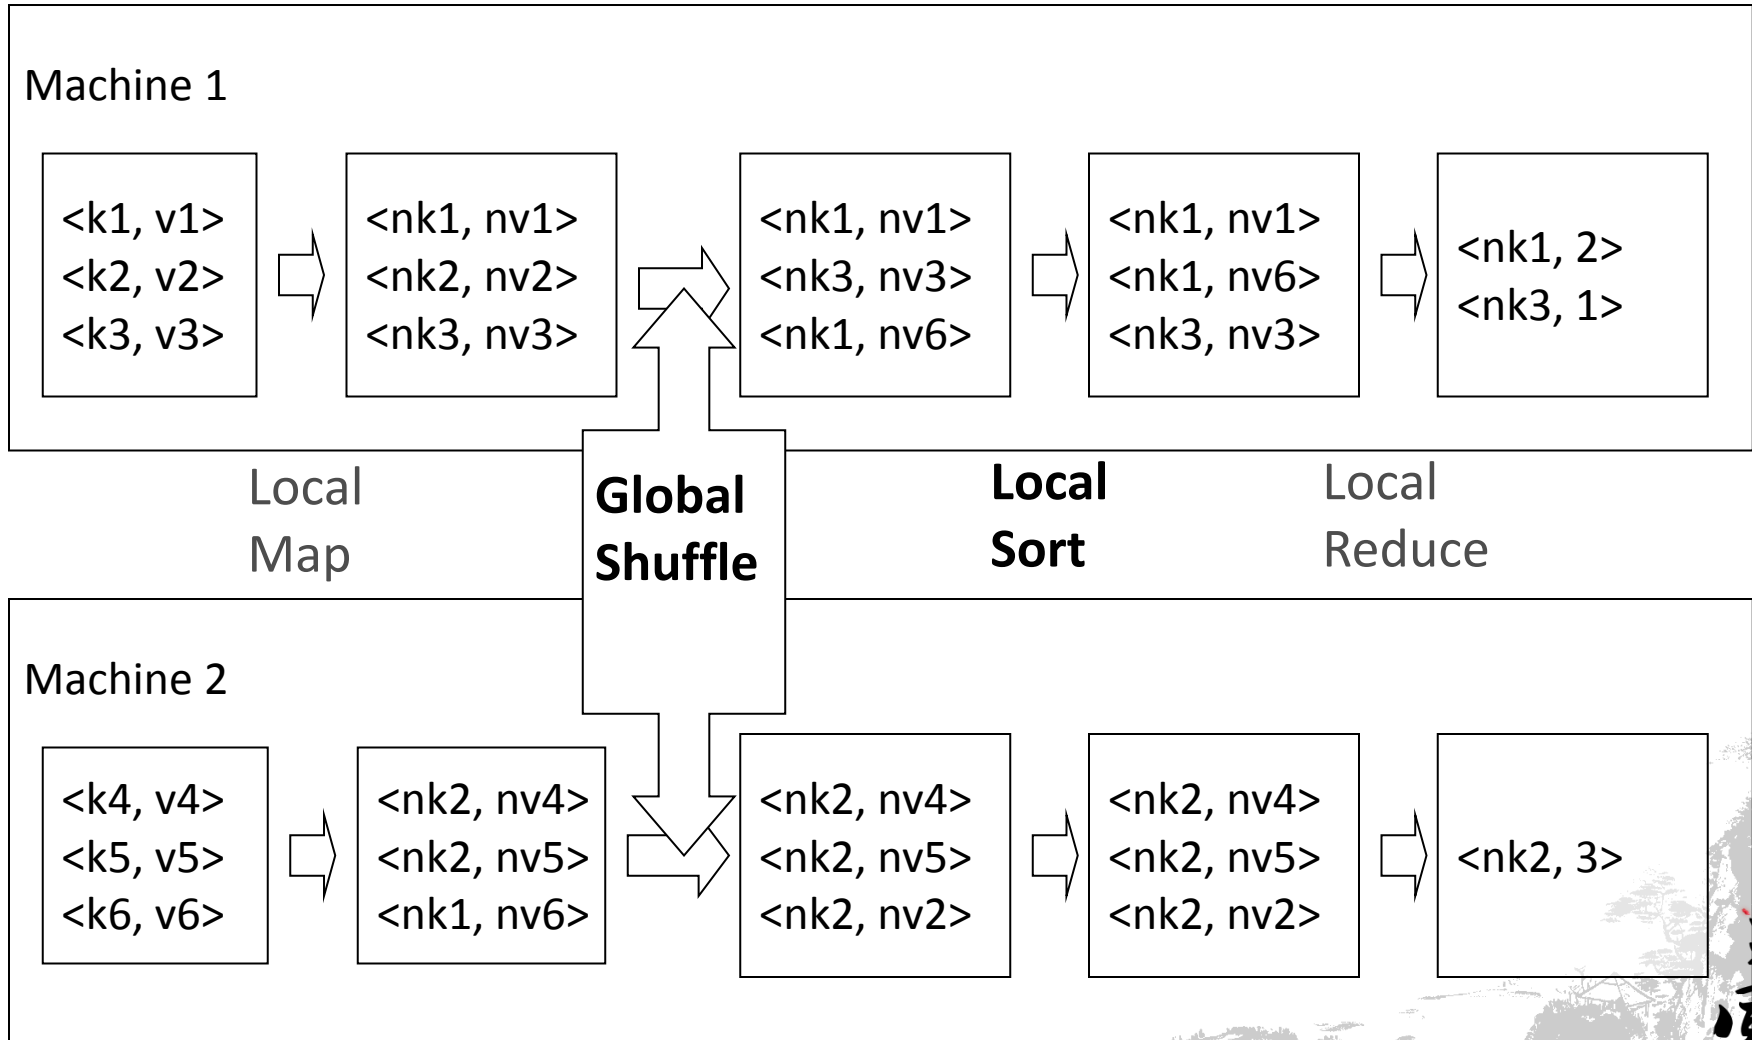 Machine 1
<k1, v1>
<k2, v2>
<k3, v3>
<nk1, nv1>
<nk2, nv2>
<nk3, nv3>
<nk1, nv1>
<nk3, nv3>
<nk1, nv6>
<nk1, nv1>
<nk1, nv6>
<nk3, nv3>
<nk1, 2>
<nk3, 1>
Local
Map
Global
Shuffle
Local
Sort
Local
Reduce
Machine 2
<k4, v4>
<k5, v5>
<k6, v6>
<nk2, nv4>
<nk2, nv5>
<nk1, nv6>
<nk2, nv4>
<nk2, nv5>
<nk2, nv2>
<nk2, nv4>
<nk2, nv5>
<nk2, nv2>
<nk2, 3>